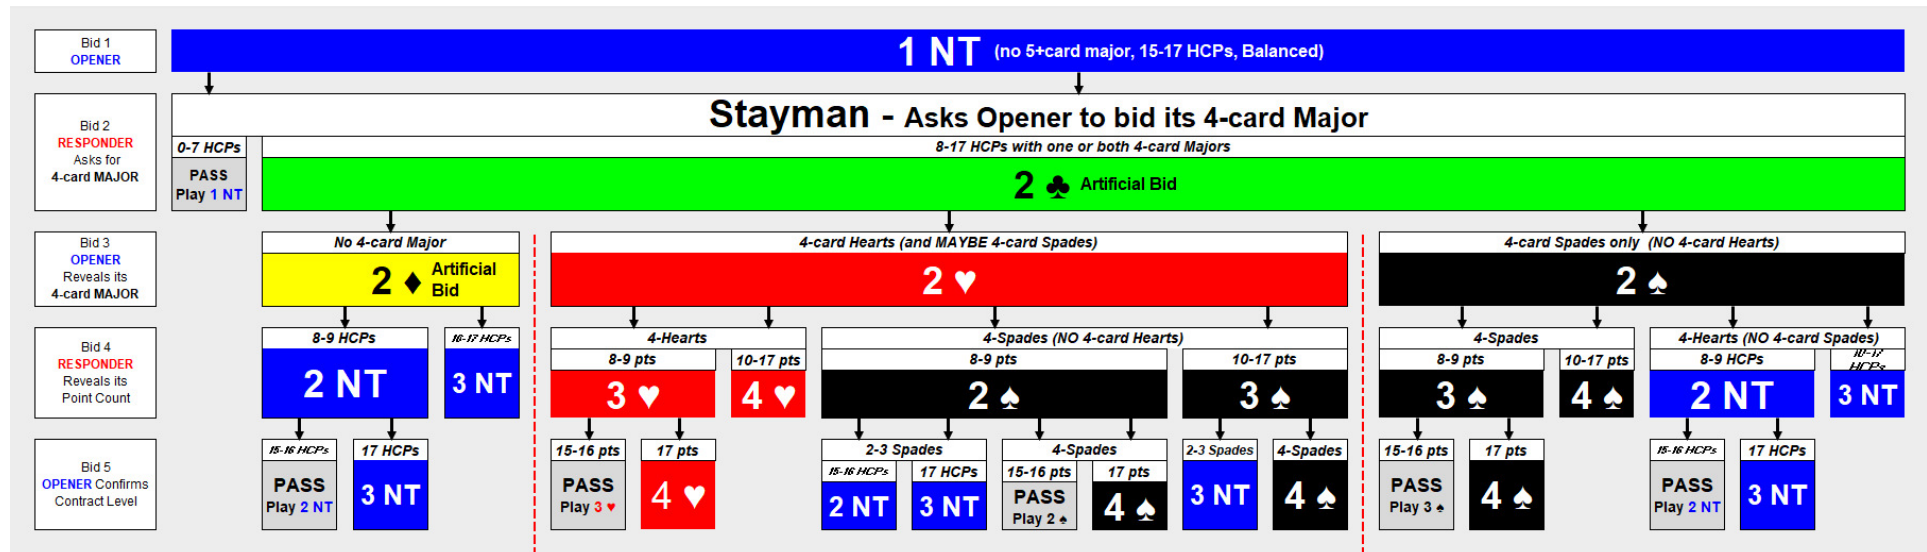 Bid 1
OPENER
1 NT (no 5+card major, 15-17 HCPs, Balanced)
Bid 2
RESPONDER
Asks for
4-card MAJOR
Stayman - Asks Opener to bid its 4-card Major
0-7 HCPs
8-17 HCPs with one or both 4-card Majors
PASS
Play 1 NT
2 ♣ Artificial Bid
Bid 3
OPENER
Reveals its
4-card MAJOR
No 4-card Major
4-card Hearts (and MAYBE 4-card Spades)
4-card Spades only (NO 4-card Hearts)
2 ♦ Artificial
Bid
2 ♥
2 ♠
Bid 4
RESPONDER
Reveals its
Point Count
8-9 HCPs
2 NT
3 NT
4-Hearts
8-9 pts
10-17 pts
3 ♥
4 ♥
4-Spades (NO 4-card Hearts)
8-9 pts
10-17 pts
2 ♠
3 ♠
4-Spades
8-9 pts
10-17 pts
3 ♠
4 ♠
4-Hearts (NO 4-card Spades)
8-9 HCPs
10-17
HCPs
2 NT
3 NT
Bid 5
OPENER Confirms
Contract Level
15-16 HCPs
17 HCPs
PASS
Play 2 NT
3 NT
15-16 pts
17 pts
PASS
Play 3 ♥
4 ♥
2-3 Spades
15-16 HCPs
17 HCPs
2 NT
3 NT
4-Spades
15-16 pts
17 pts
PASS
Play 2 ♠
4 ♠
2-3 Spades
4-Spades
3 NT
4 ♠
15-16 pts
17 pts
PASS
Play 3 ♠
4 ♠
15-16 HCPs
17 HCPs
PASS
Play 2 NT
3 NT